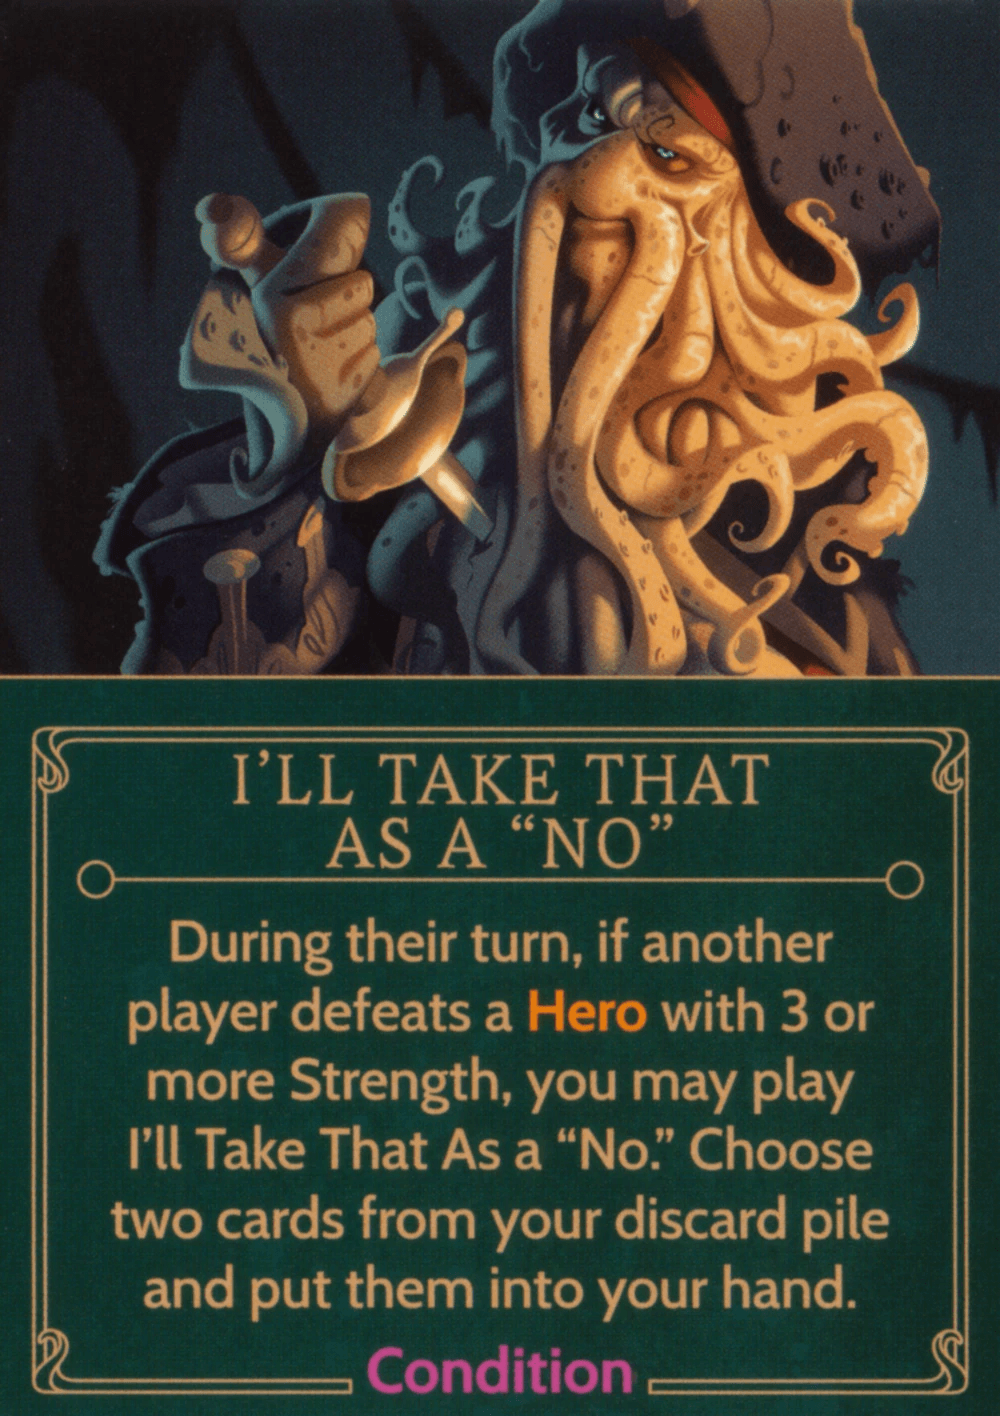 I’LL TAKE THAT
AS A “NO”
During their turn, if another
player defeats a Hero with 3 or
more Strength, you may play
I’ll Take That As a “No.” Choose
two cards from your discard pile
and put them into your hand.
Condition